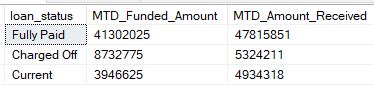 loan_status MTD_Funded_Amount MTD_Amount_Received
Fully Paid 41302025 47815851
Charged Off 8732775 5324211
Current 3946625 4934318